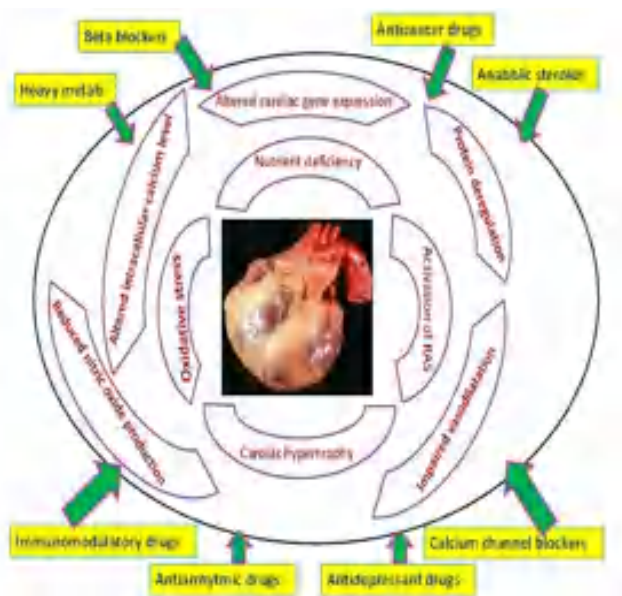 Beta blockers
Anticancer drugs
Heavy metals
Anabolic steroids
Altered cardiac gene expression
Nutrient deficiency
Protein deregulation
Altered intracellular calcium level
Oxidative stress
Activation of RAS
Reduced nitric oxide production
Impaired vasodilatation
Cardiac hypertrophy
Immunomodulatory drugs
Calcium channel blockers
Antiarrhytmic drugs
Antidepressant drugs